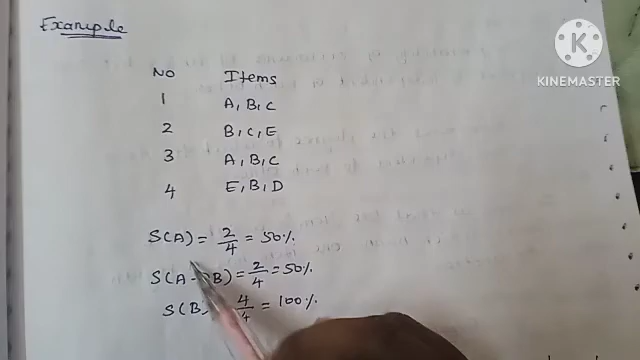 Example
KINEMASTER
No Items
1 A, B, C
2 B, C, E
3 A, B, C
4 E, B, D
S(A) = 2/4 = 50%
S(A B) = 2/4 = 50%
S(B 4/4 = 100%